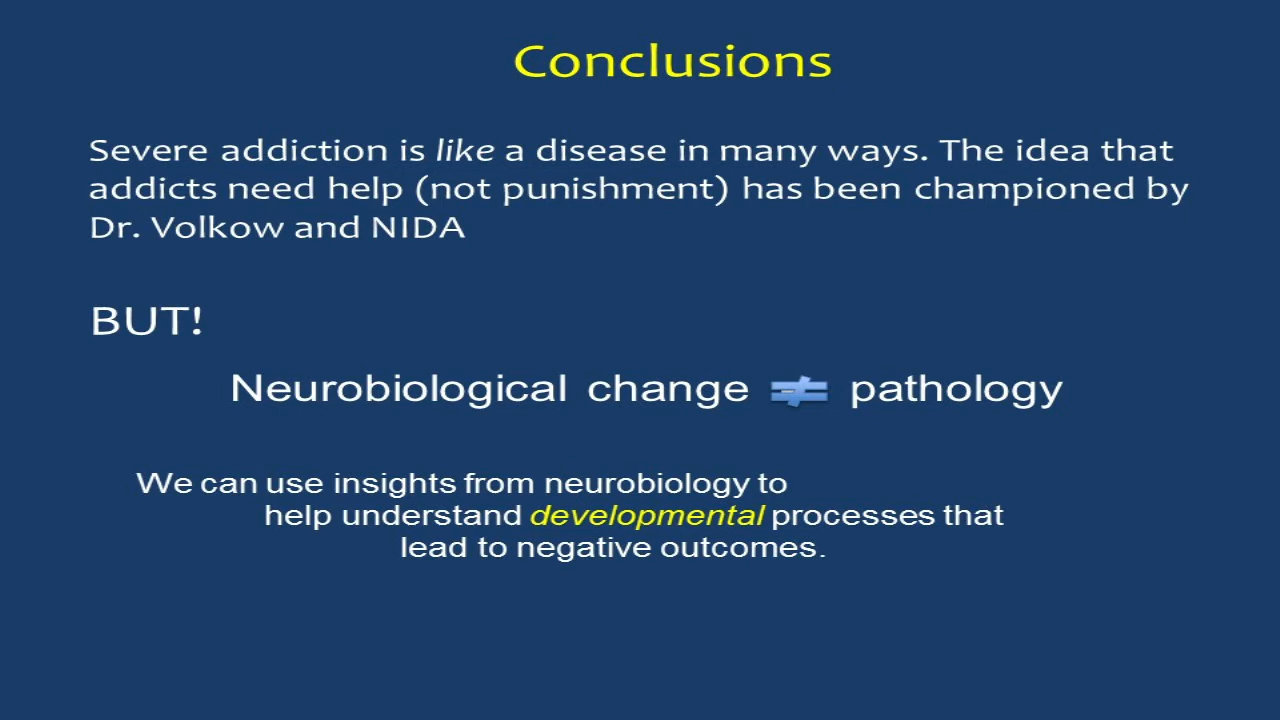 Conclusions
Severe addiction is like a disease in many ways. The idea that
addicts need help (not punishment) has been championed by
Dr. Volkow and NIDA
BUT!
Neurobiological change ≠ pathology
We can use insights from neurobiology to
help understand developmental processes that
lead to negative outcomes.